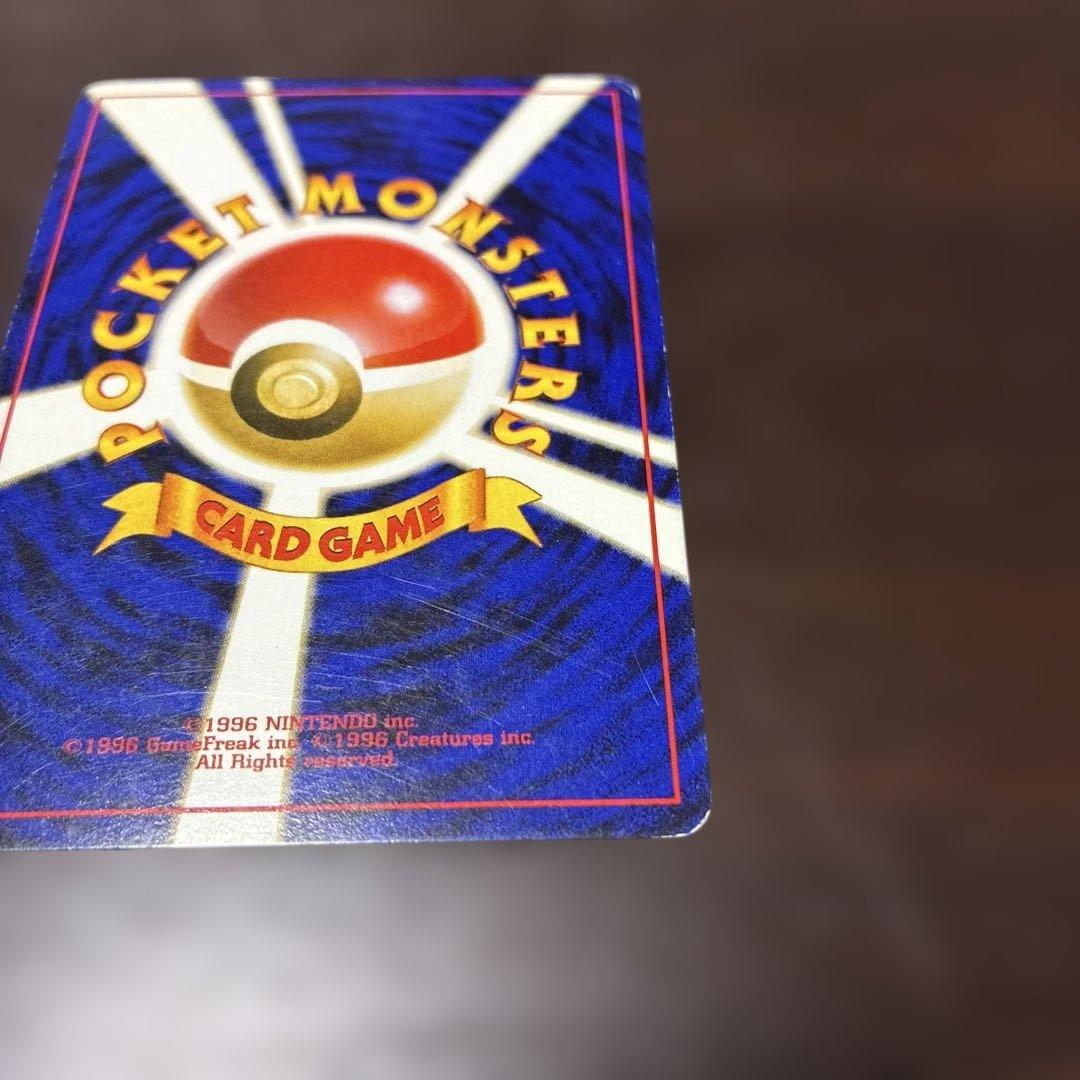 POCKET MONSTERS
CARD GAME
©1996 NINTENDO inc.
©1996 GameFreak inc. ©1996 Creatures inc.
All Rights reserved.